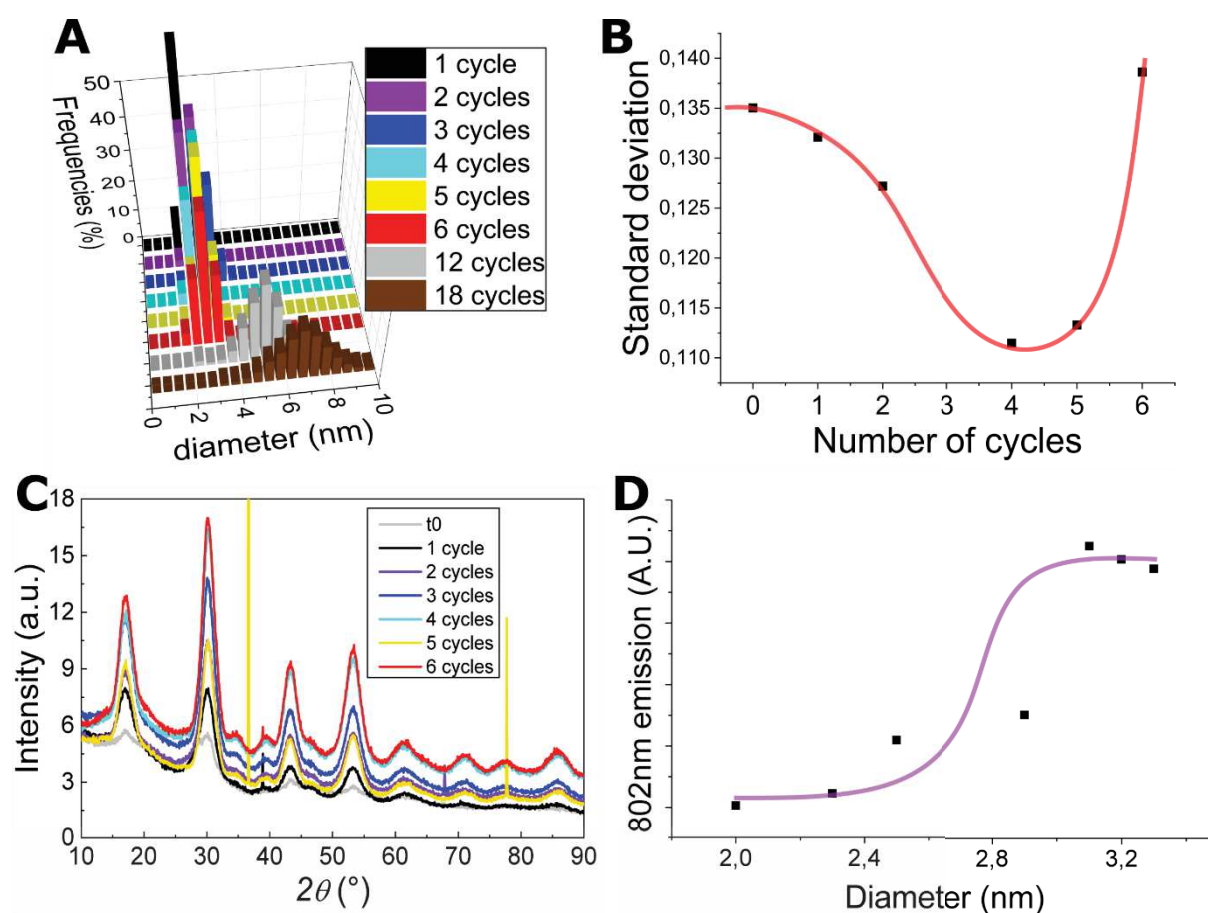 A
50
40
30
20
10
0
Frequencies (%)
0
2
4
6
8
10
diameter (nm)
1 cycle
2 cycles
3 cycles
4 cycles
5 cycles
6 cycles
12 cycles
18 cycles
B
0,140
0,135
0,130
0,125
0,120
0,115
0,110
Standard deviation
0 1 2 3 4 5 6
Number of cycles
C
18
15
12
9
6
3
0
Intensity (a.u.)
t0
1 cycle
2 cycles
3 cycles
4 cycles
5 cycles
6 cycles
10 20 30 40 50 60 70 80 90
2θ (°)
D
802nm emission (A.U.)
2,0 2,4 2,8 3,2
Diameter (nm)